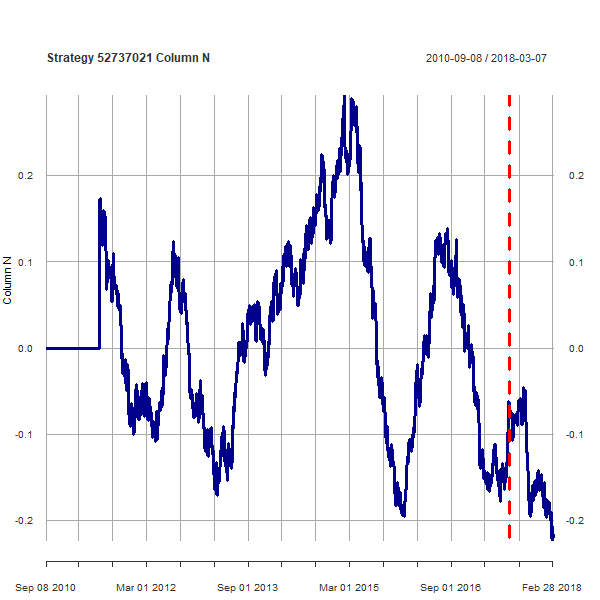 Strategy 52737021 Column N
2010-09-08 / 2018-03-07
Column N
0.2
0.1
0.0
-0.1
-0.2
0.2
0.1
0.0
-0.1
-0.2
Sep 08 2010
Mar 01 2012
Sep 01 2013
Mar 01 2015
Sep 01 2016
Feb 28 2018